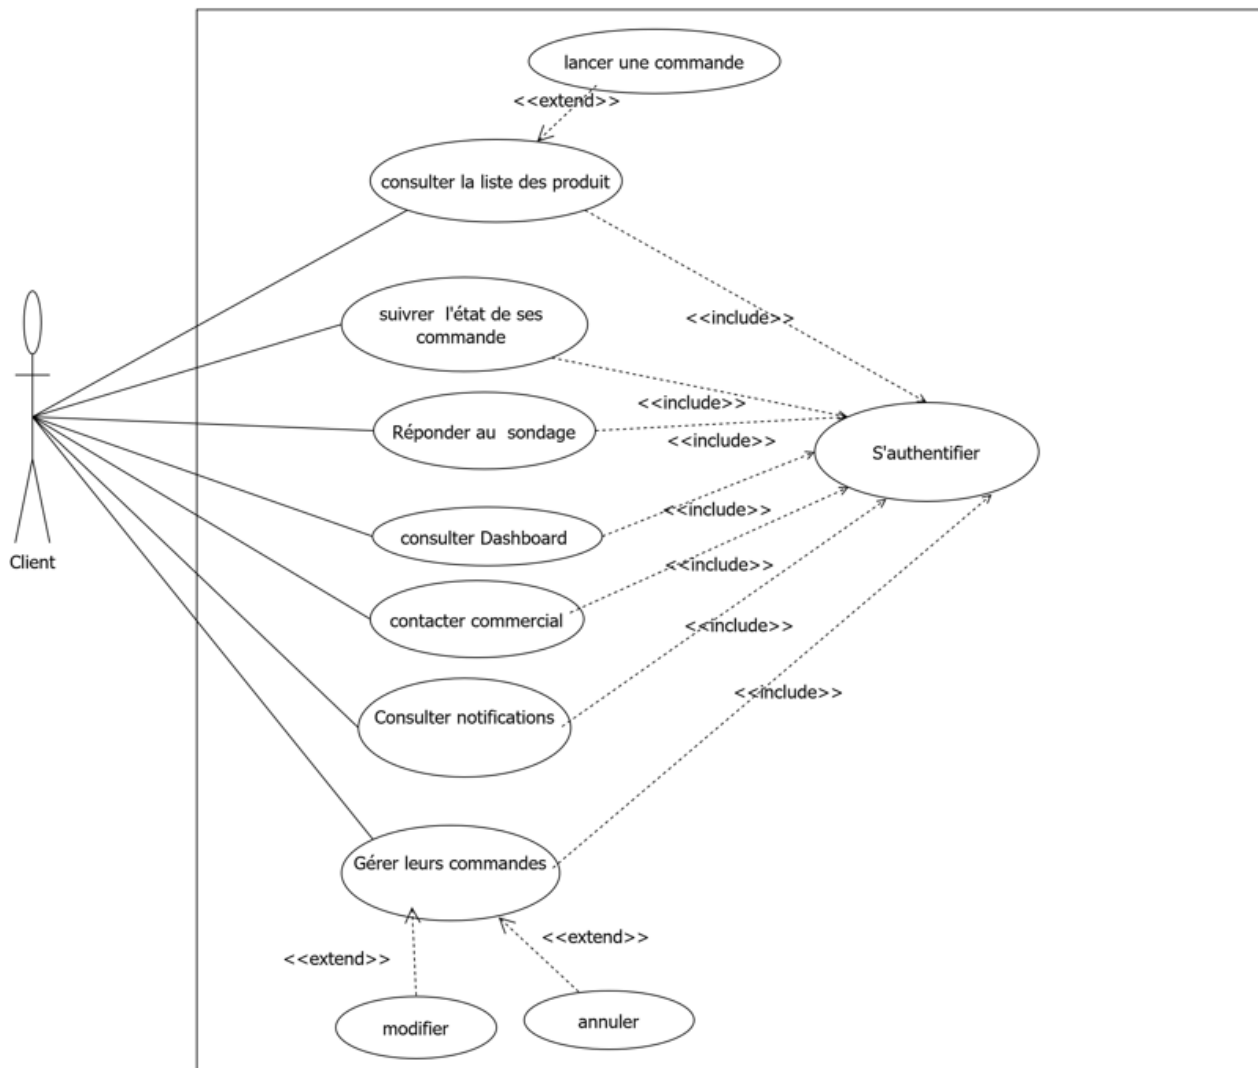 lancer une commande
<<extend>>
consulter la liste des produit
suivrer l'état de ses
commande
<<include>>
<<include>>
Réponder au sondage
<<include>>
S'authentifier
consulter Dashboard
<<include>>
Client
<<include>>
contacter commercial
<<include>>
Consulter notifications
<<include>>
Gérer leurs commandes
<<extend>>
<<extend>>
modifier
annuler